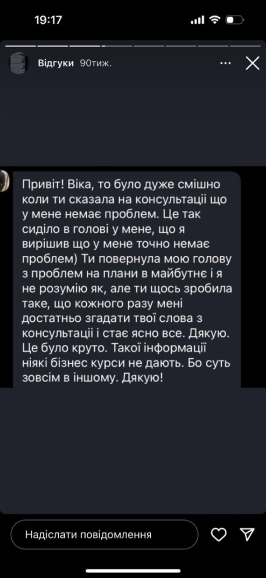 19:17
Відгуки 90тиж.
Привіт! Віка, то було дуже смішно
коли ти сказала на консультації що
у мене немає проблем. Це так
сиділо в голові у мене, що я
вирішив що у мене точно немає
проблем) Ти повернула мою голову
з проблем на плани в майбутнє і я
не розумію як, але ти щось зробила
таке, що кожного разу мені
достатньо згадати твої слова з
консультації і стає ясно все. Дякую.
Це було круто. Такої інформації
ніякі бізнес курси не дають. Бо суть
зовсім в іншому. Дякую!
Надіслати повідомлення